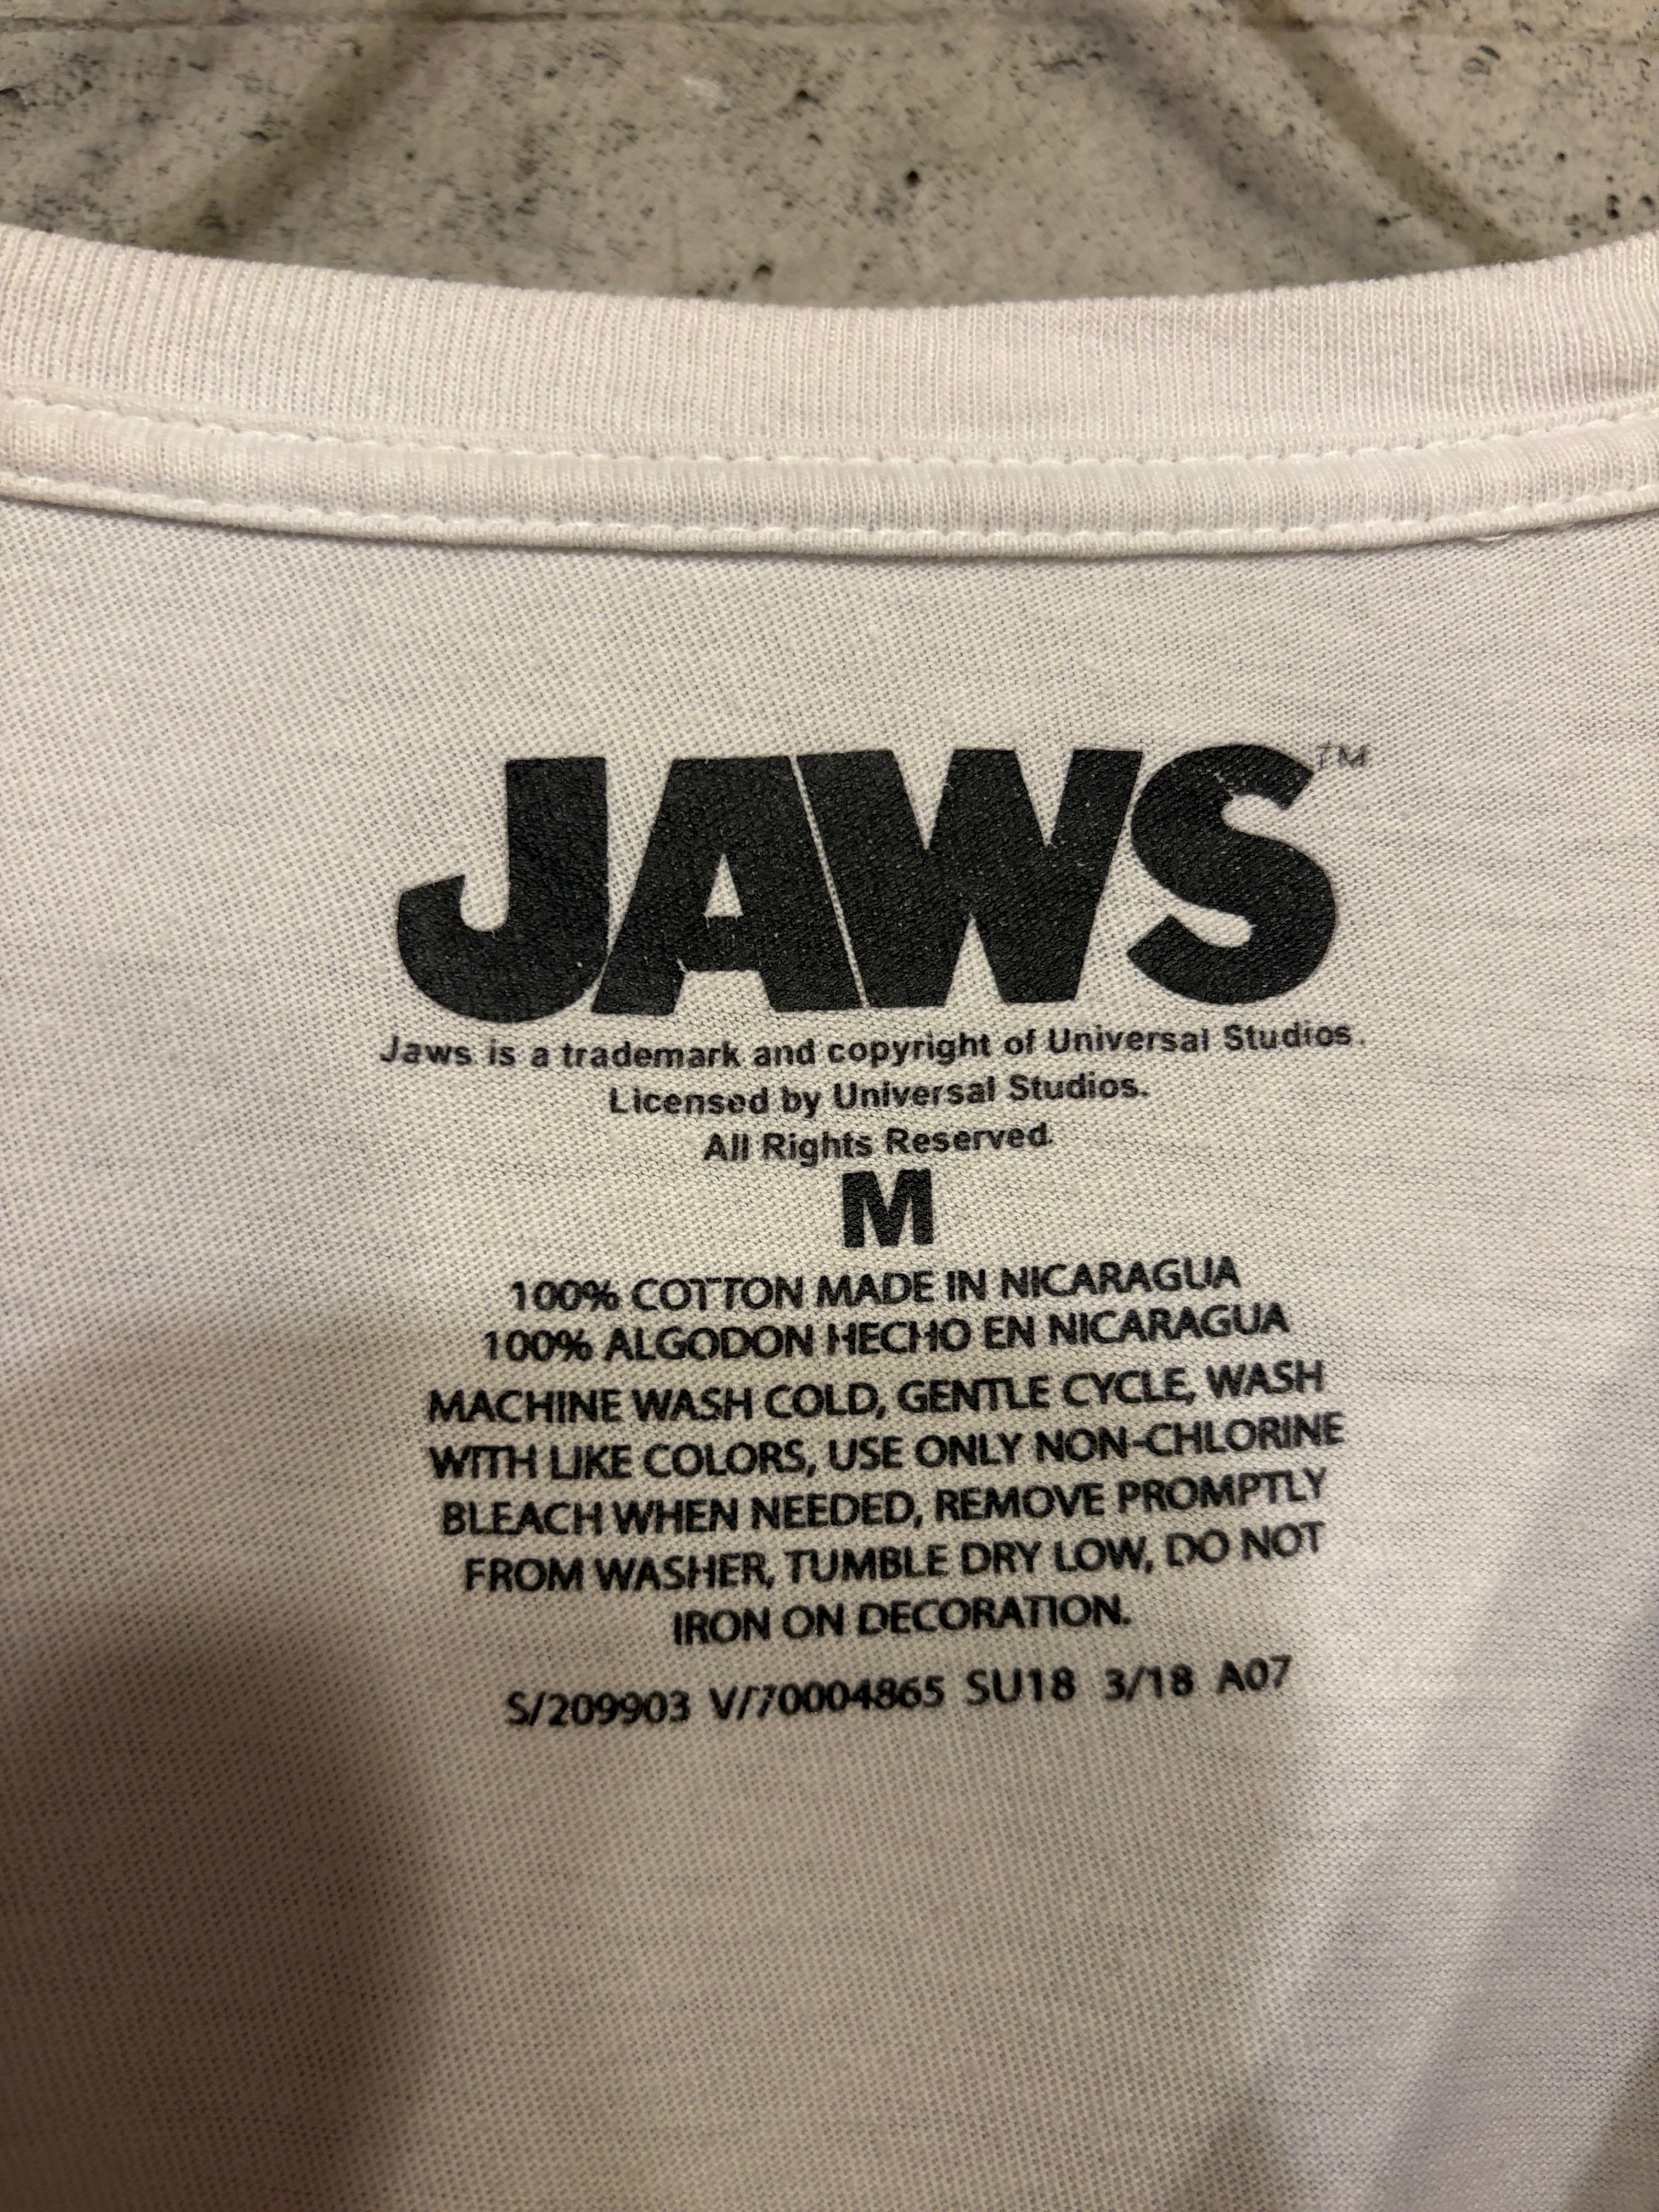 JAWS™
Jaws is a trademark and copyright of Universal Studios.
Licensed by Universal Studios.
All Rights Reserved.
M
100% COTTON MADE IN NICARAGUA
100% ALGODON HECHO EN NICARAGUA
MACHINE WASH COLD, GENTLE CYCLE, WASH
WITH LIKE COLORS, USE ONLY NON-CHLORINE
BLEACH WHEN NEEDED, REMOVE PROMPTLY
FROM WASHER, TUMBLE DRY LOW, DO NOT
IRON ON DECORATION.
S/209903 V/70004865 SU18 3/18 A07